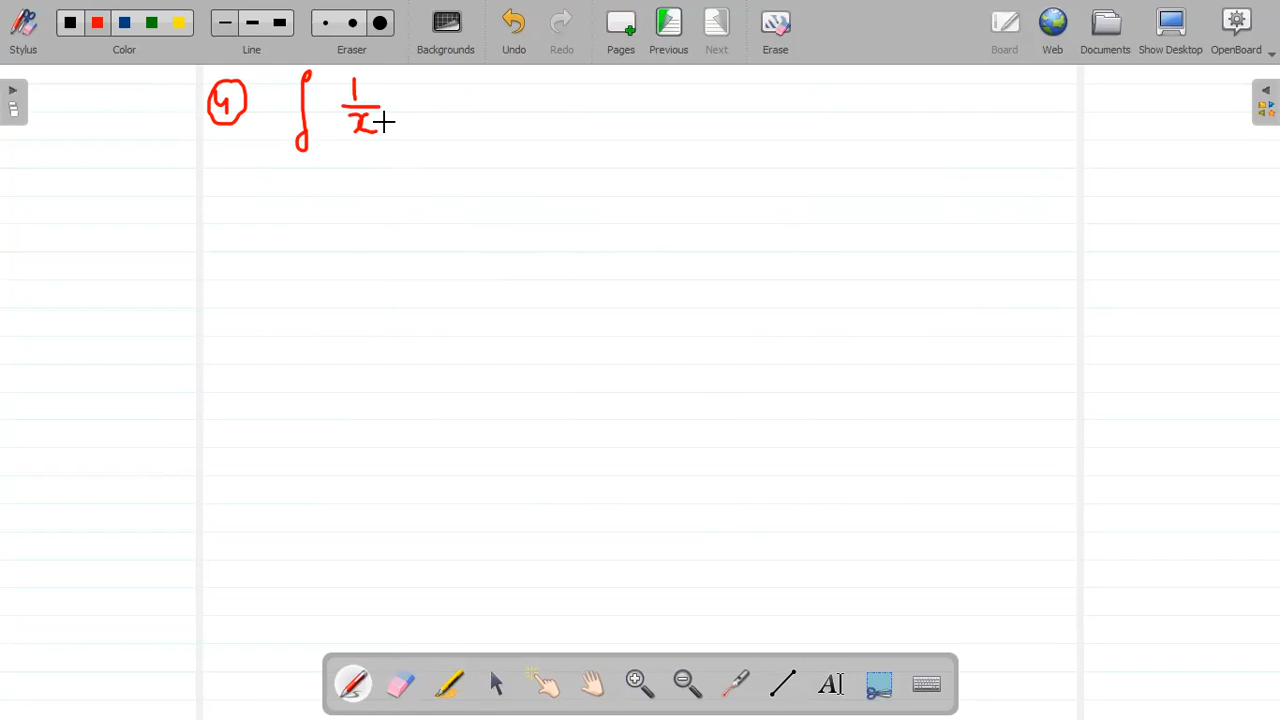 Stylus Color Line Eraser Backgrounds Undo Redo Pages Previous Next Erase Board Web Documents Show Desktop OpenBoard
④ ∫ 1/x